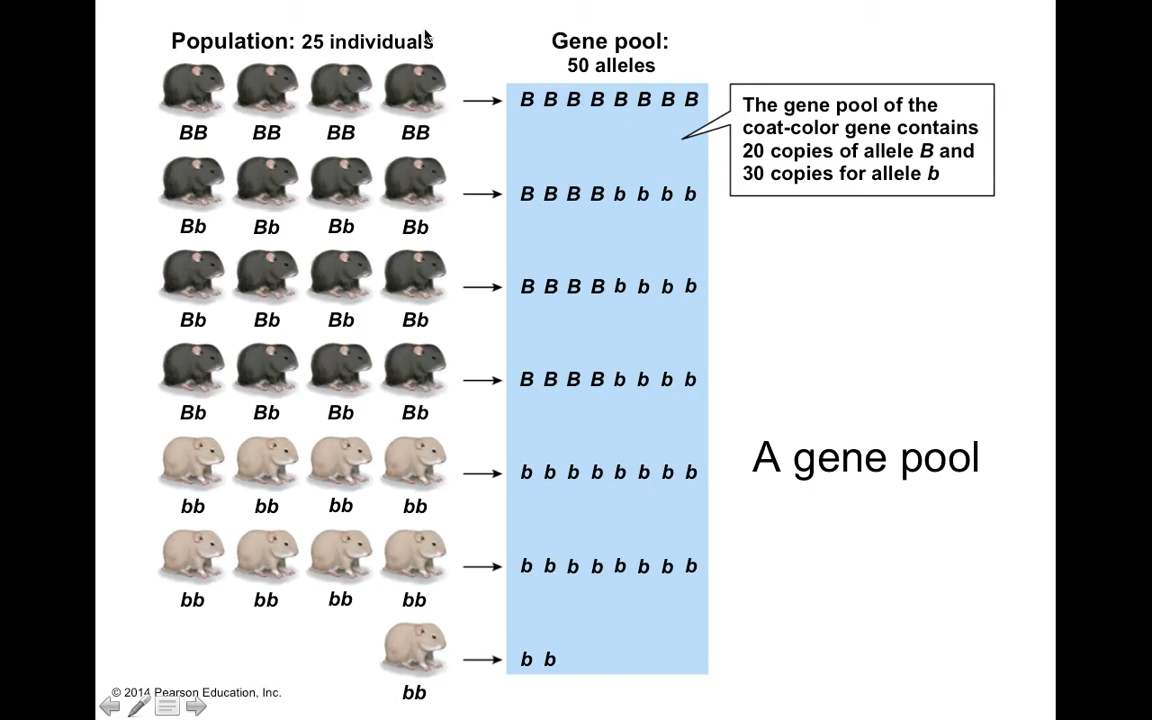 Population: 25 individuals
Gene pool:
50 alleles
BB BB BB BB
B B B B B B B B
The gene pool of the
coat-color gene contains
20 copies of allele B and
30 copies for allele b
Bb Bb Bb Bb
B B B B b b b b
Bb Bb Bb Bb
B B B B b b b b
Bb Bb Bb Bb
B B B B b b b b
A gene pool
bb bb bb bb
b b b b b b b b
bb bb bb bb
b b b b b b b b
bb
b b
© 2014 Pearson Education, Inc.